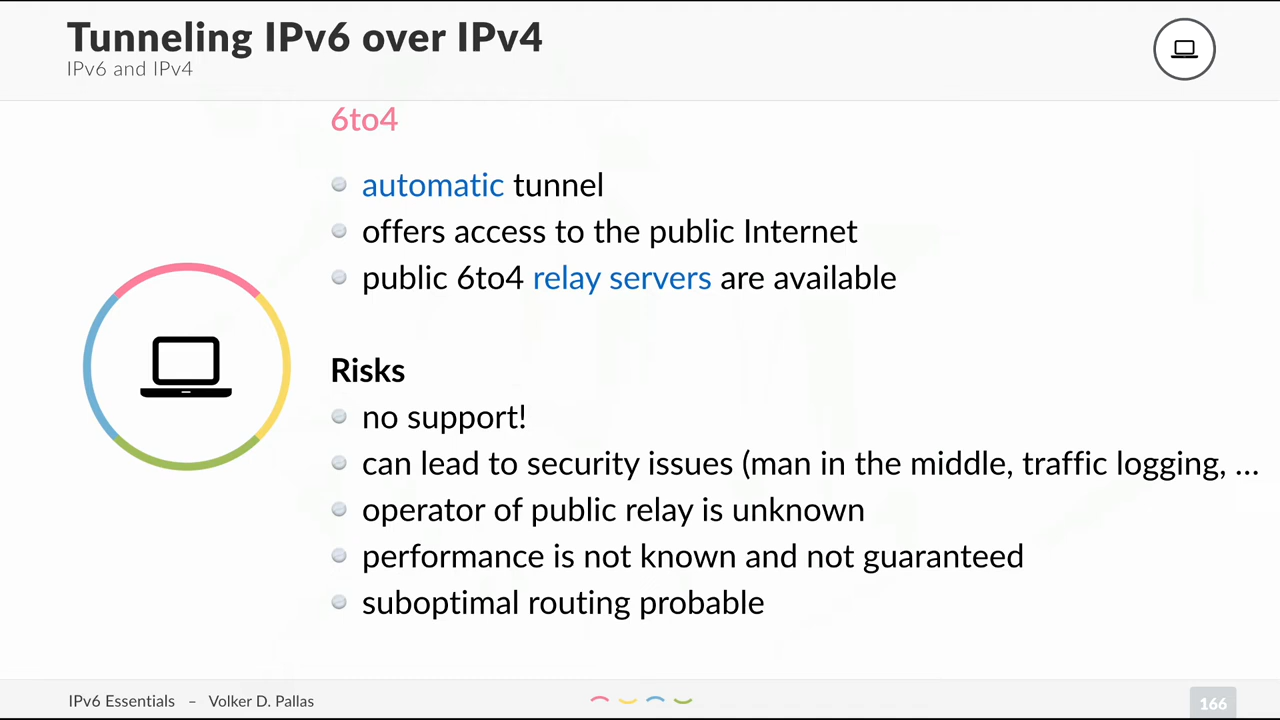 Tunneling IPv6 over IPv4
IPv6 and IPv4
6to4
automatic tunnel
offers access to the public Internet
public 6to4 relay servers are available
Risks
no support!
can lead to security issues (man in the middle, traffic logging, ...
operator of public relay is unknown
performance is not known and not guaranteed
suboptimal routing probable
IPv6 Essentials – Volker D. Pallas
166